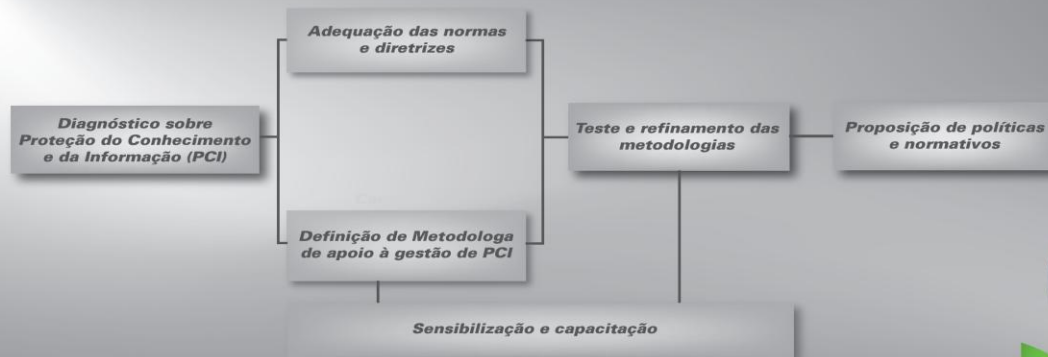 Adequação das normas
e diretrizes
Diagnóstico sobre
Proteção do Conhecimento
e da Informação (PCI)
Teste e refinamento das
metodologias
Proposição de políticas
e normativos
Definição de Metodologa
de apoio à gestão de PCI
Sensibilização e capacitação